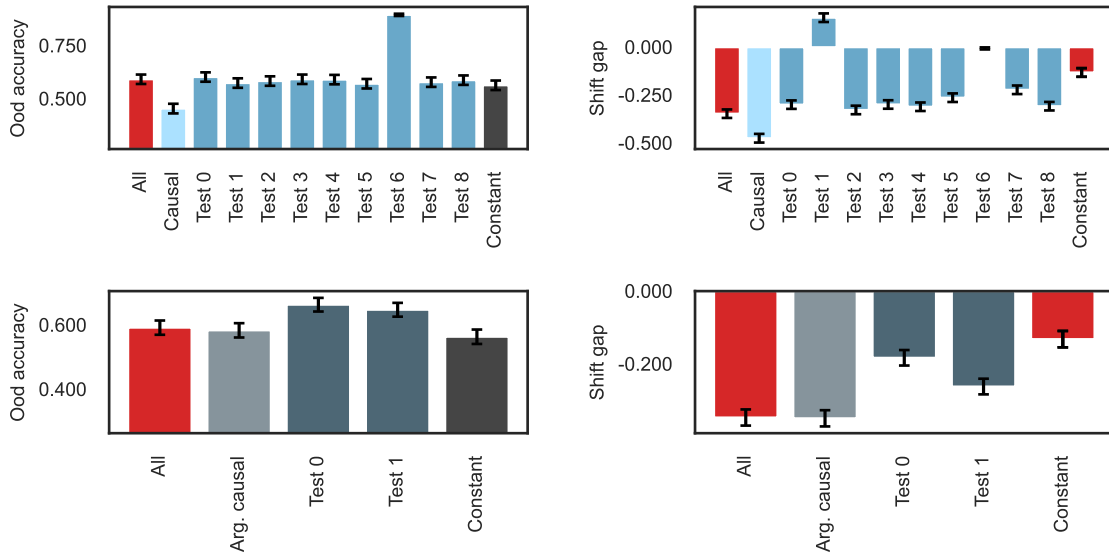 Ood accuracy
0.750
0.500
All
Causal
Test 0
Test 1
Test 2
Test 3
Test 4
Test 5
Test 6
Test 7
Test 8
Constant
Shift gap
0.000
-0.250
-0.500
All
Causal
Test 0
Test 1
Test 2
Test 3
Test 4
Test 5
Test 6
Test 7
Test 8
Constant
Ood accuracy
0.600
0.400
All
Arg. causal
Test 0
Test 1
Constant
Shift gap
0.000
-0.200
All
Arg. causal
Test 0
Test 1
Constant